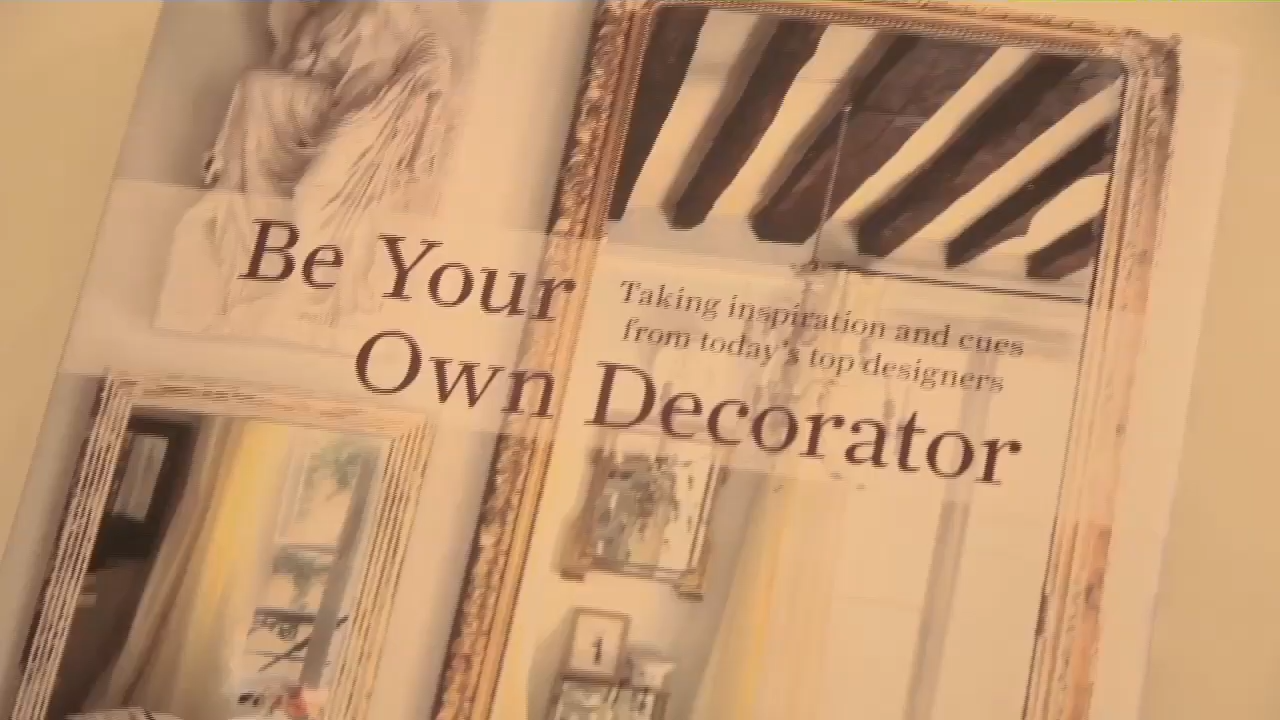 Be Your
Own Decorator
Taking inspiration and cues
from today's top designers